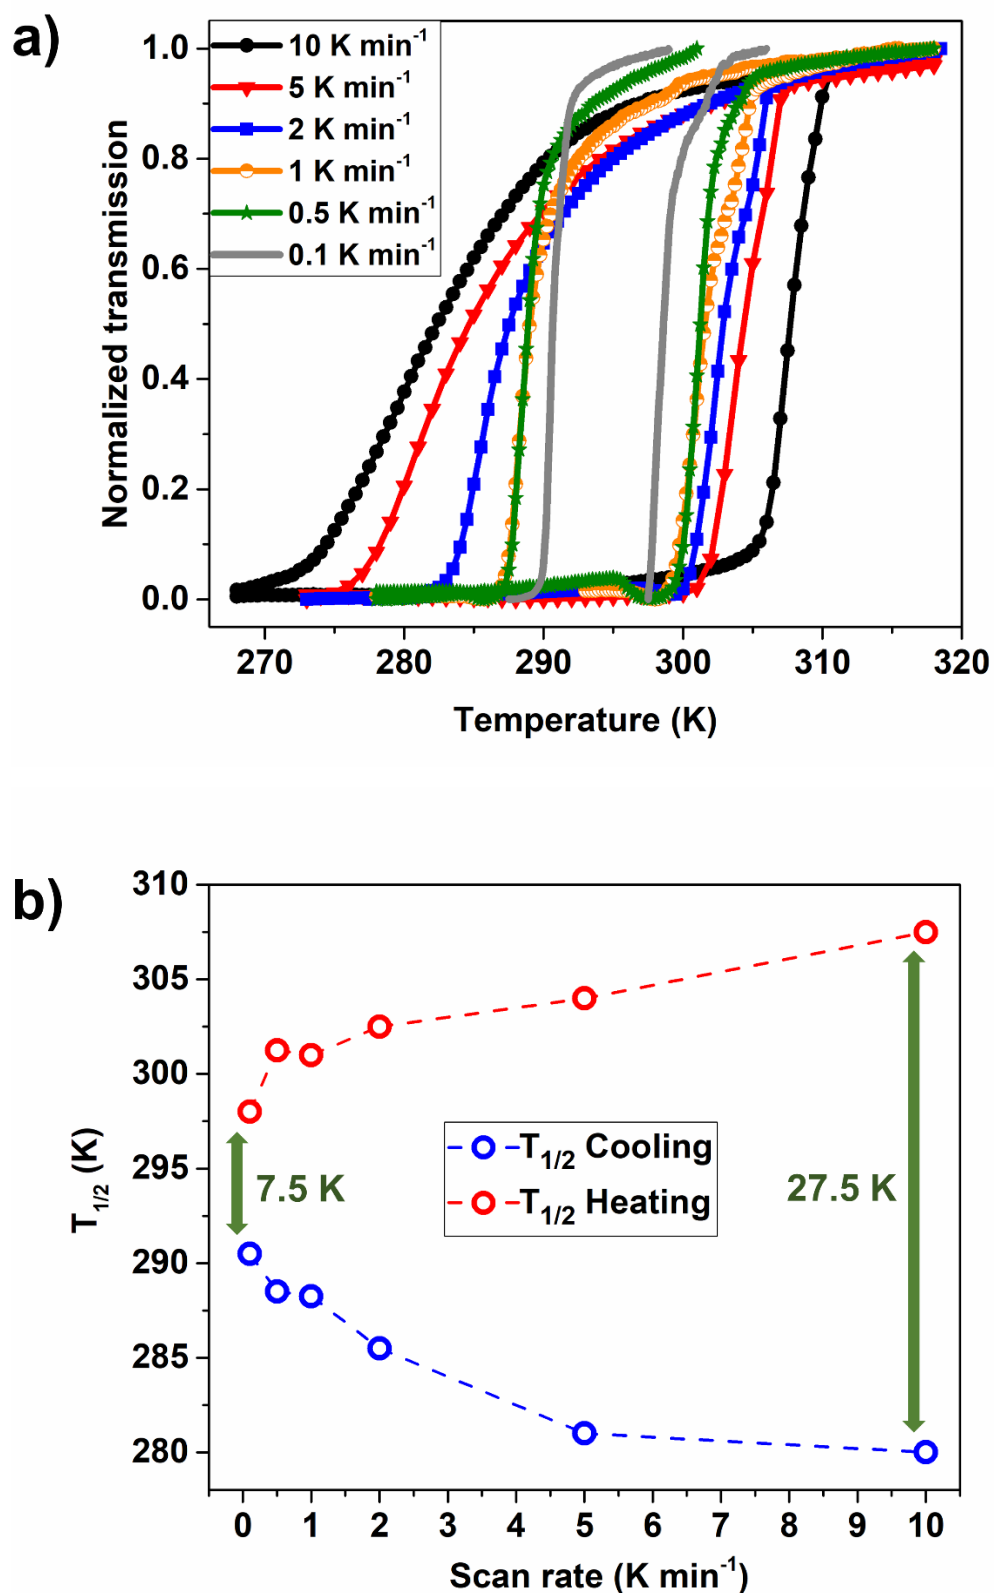 a)
10 K min⁻¹
5 K min⁻¹
2 K min⁻¹
1 K min⁻¹
0.5 K min⁻¹
0.1 K min⁻¹
1.0
0.8
0.6
0.4
0.2
0.0
Normalized transmission
270 280 290 300 310 320
Temperature (K)
b)
310
305
300
295
290
285
280
T₁/₂ (K)
7.5 K
T₁/₂ Cooling
T₁/₂ Heating
27.5 K
0 1 2 3 4 5 6 7 8 9 10
Scan rate (K min⁻¹)